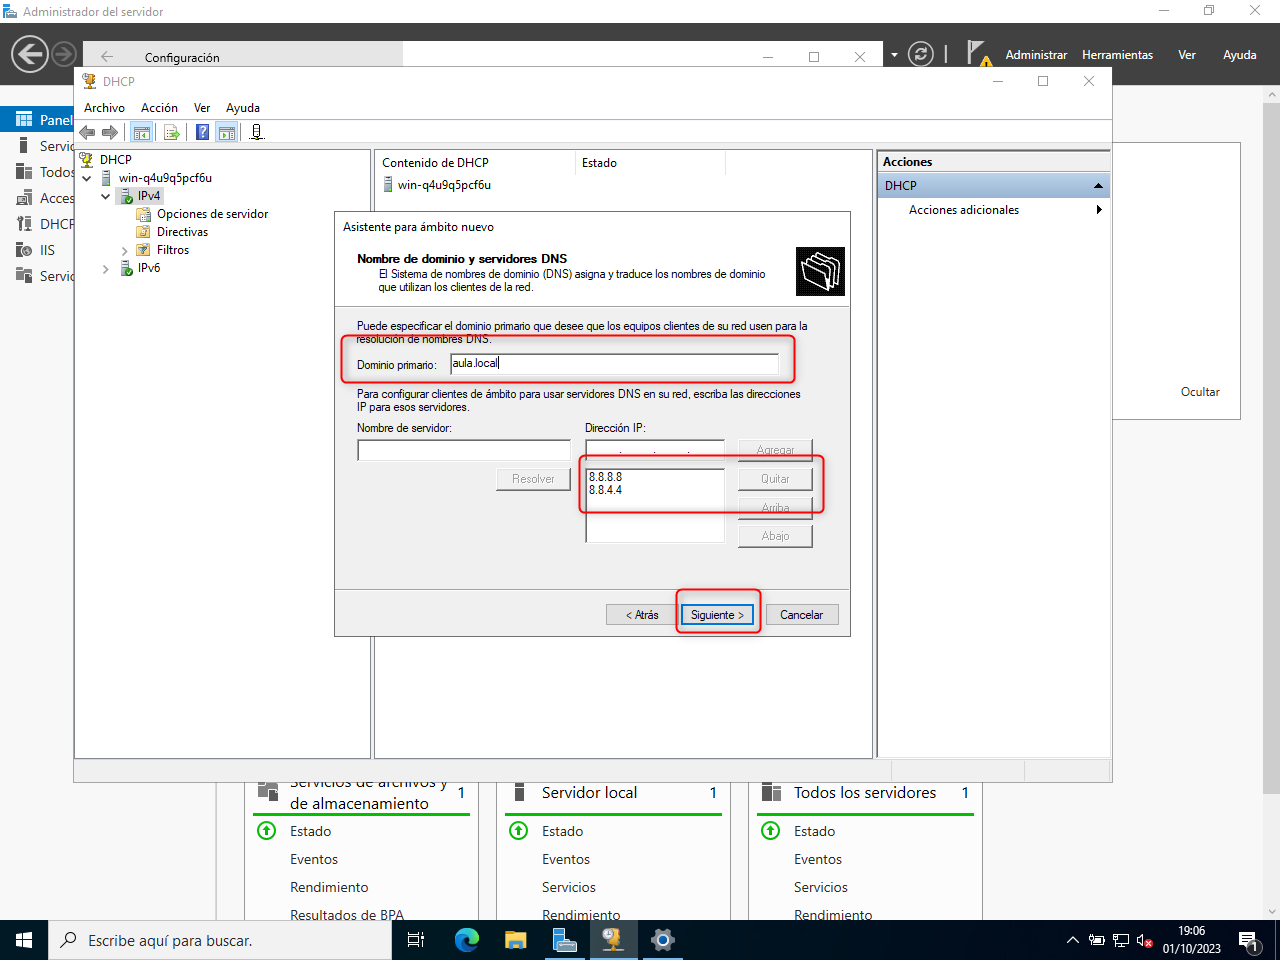 Administrador del servidor
Configuración
Administrar
Herramientas
Ver
Ayuda
DHCP
Archivo
Acción
Ver
Ayuda
Panel
Servic
Todos
Acces
DHCP
IIS
Servic
DHCP
win-q4u9q5pcf6u
IPv4
Opciones de servidor
Directivas
Filtros
IPv6
Contenido de DHCP
Estado
win-q4u9q5pcf6u
Acciones
DHCP
Acciones adicionales
Asistente para ámbito nuevo
Nombre de dominio y servidores DNS
El Sistema de nombres de dominio (DNS) asigna y traduce los nombres de dominio
que utilizan los clientes de la red.
Puede especificar el dominio primario que desee que los equipos clientes de su red usen para la
resolución de nombres DNS.
Dominio primario:
aula.local
Para configurar clientes de ámbito para usar servidores DNS en su red, escriba las direcciones
IP para esos servidores.
Nombre de servidor:
Dirección IP:
Agregar
Resolver
8.8.8.8
8.8.4.4
Quitar
Arriba
Abajo
< Atrás
Siguiente >
Cancelar
Ocultar
Servicios de archivos y
de almacenamiento
1
Estado
Eventos
Rendimiento
Resultados de BPA
Servidor local
1
Estado
Eventos
Servicios
Rendimiento
Todos los servidores
1
Estado
Eventos
Servicios
Rendimiento
Escribe aquí para buscar.
19:06
01/10/2023
1